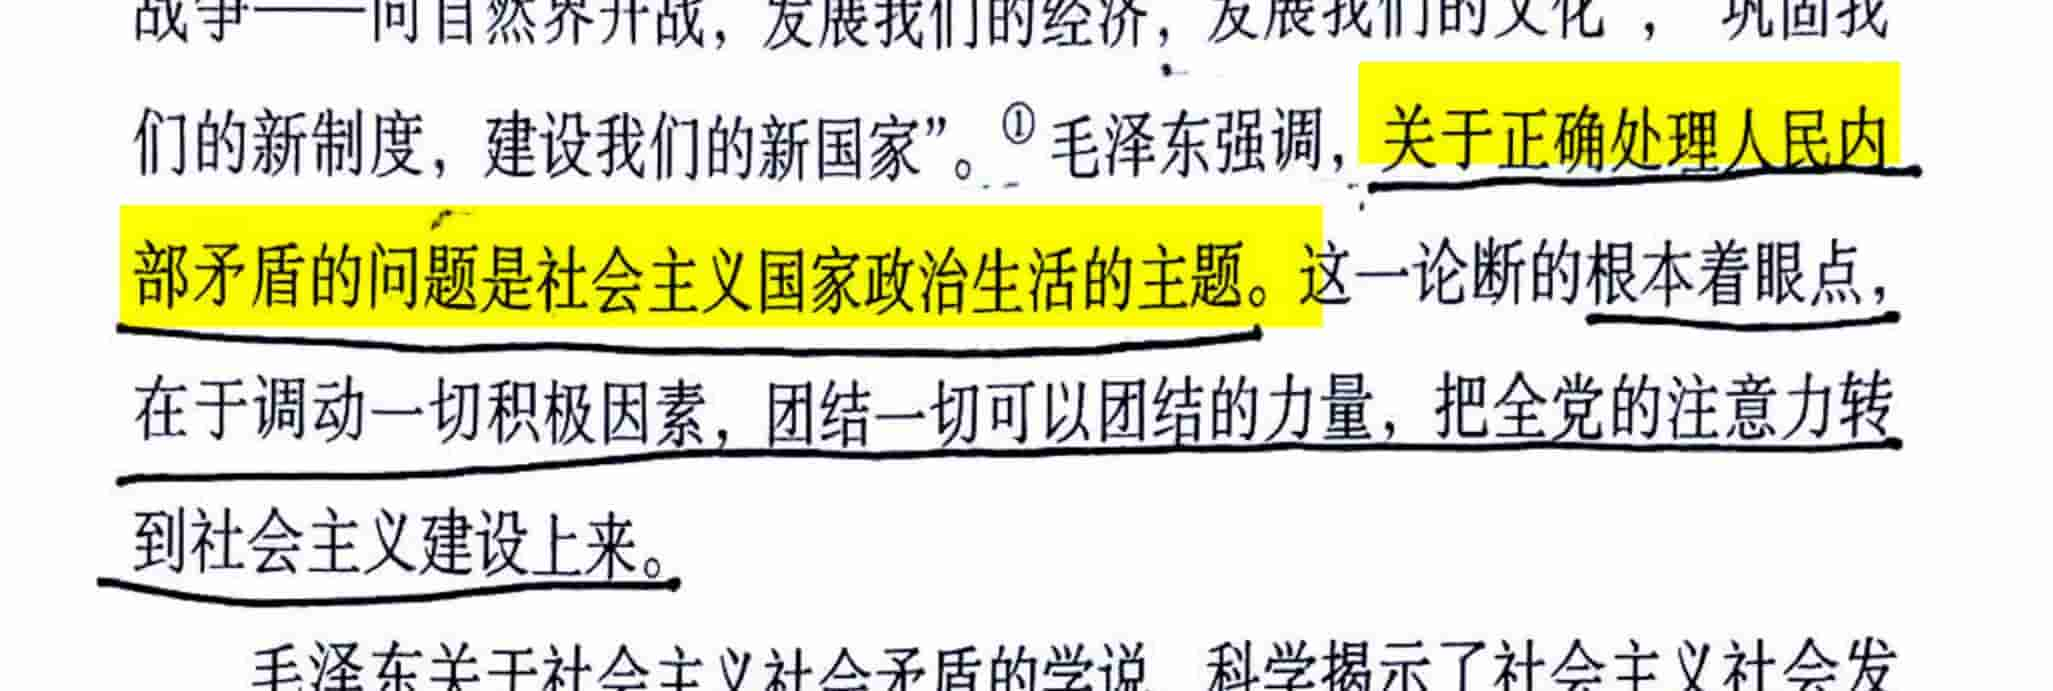 战争——向自然界开战，发展我们的经济，发展我们的文化”，“巩固我
们的新制度，建设我们的新国家”。①毛泽东强调，关于正确处理人民内
部矛盾的问题是社会主义国家政治生活的主题。这一论断的根本着眼点，
在于调动一切积极因素，团结一切可以团结的力量，把全党的注意力转
到社会主义建设上来。
毛泽东关于社会主义社会矛盾的学说，科学揭示了社会主义社会发